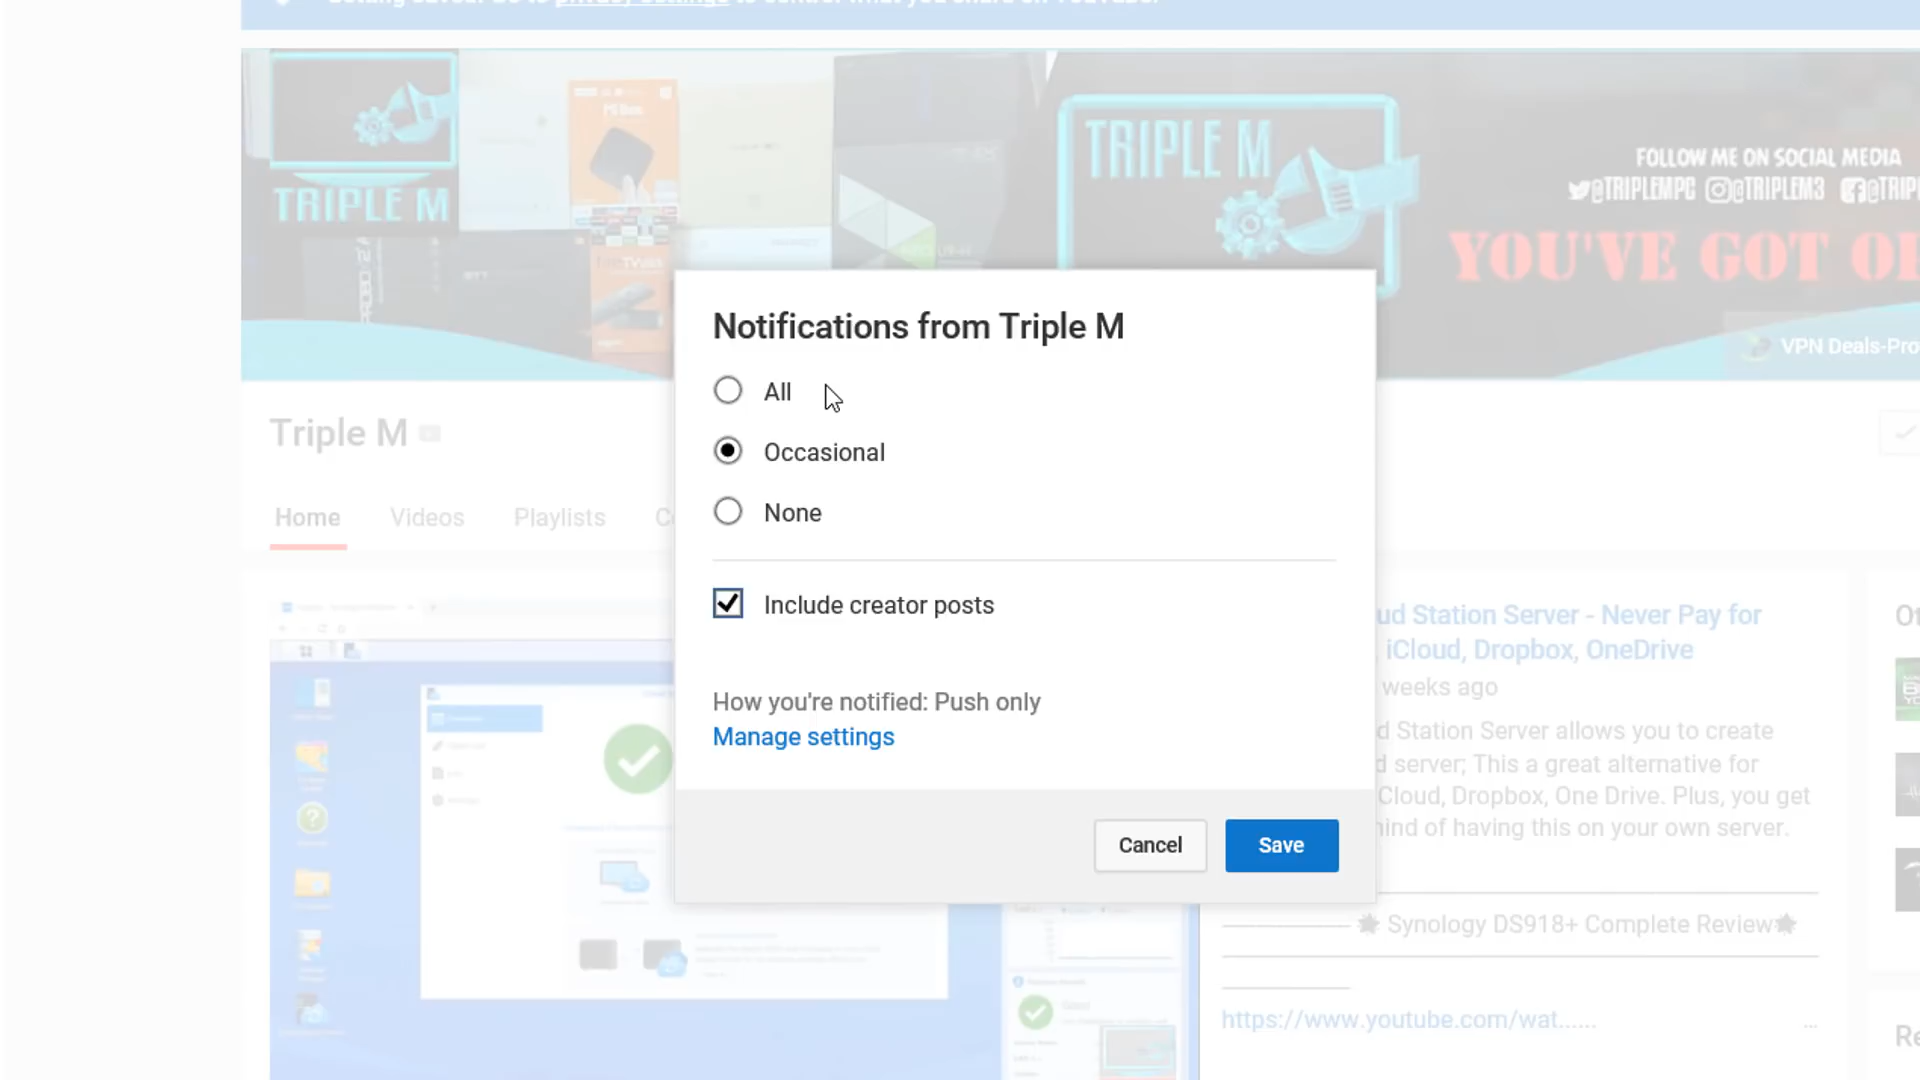 TRIPLE M
TRIPLE M
FOLLOW ME ON SOCIAL MEDIA
@TRIPLEMPC @TRIPLEM3
YOU'VE GOT
VPN Deals-Pro
Notifications from Triple M
All
Occasional
None
Include creator posts
How you're notified: Push only
Manage settings
Cancel
Save
Triple M
Home
Videos
Playlists
ud Station Server - Never Pay for
iCloud, Dropbox, OneDrive
weeks ago
d Station Server allows you to create
d server; This a great alternative for
Cloud, Dropbox, One Drive. Plus, you get
ind of having this on your own server.
Synology DS918+ Complete Review
https://www.youtube.com/wat......
...